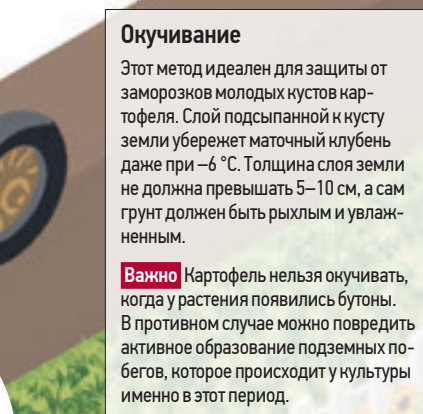 Окучивание
Этот метод идеален для защиты от
заморозков молодых кустов кар-
тофеля. Слой подсыпанной к кусту
земли убережет маточный клубень
даже при –6 °С. Толщина слоя земли
не должна превышать 5–10 см, а сам
грунт должен быть рыхлым и увлаж-
ненным.
Важно Картофель нельзя окучивать,
когда у растения появились бутоны.
В противном случае можно повредить
активное образование подземных по-
бегов, которое происходит у культуры
именно в этот период.